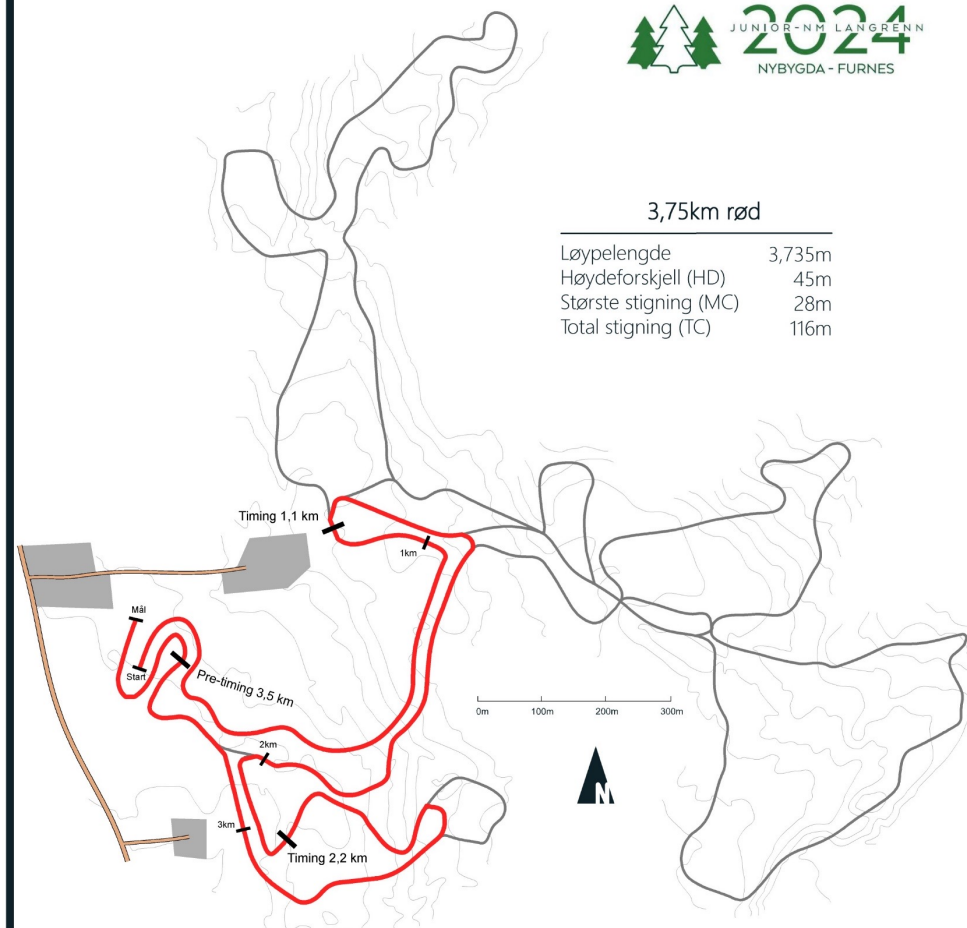 JUNIOR-NM LANGRENN
2024
NYBYGDA - FURNES
3,75km rød
Løypelengde 3,735m
Høydeforskjell (HD) 45m
Største stigning (MC) 28m
Total stigning (TC) 116m
Timing 1,1 km
1km
Mål
Start
Pre-timing 3,5 km
0m 100m 200m 300m
2km
N
3km
Timing 2,2 km